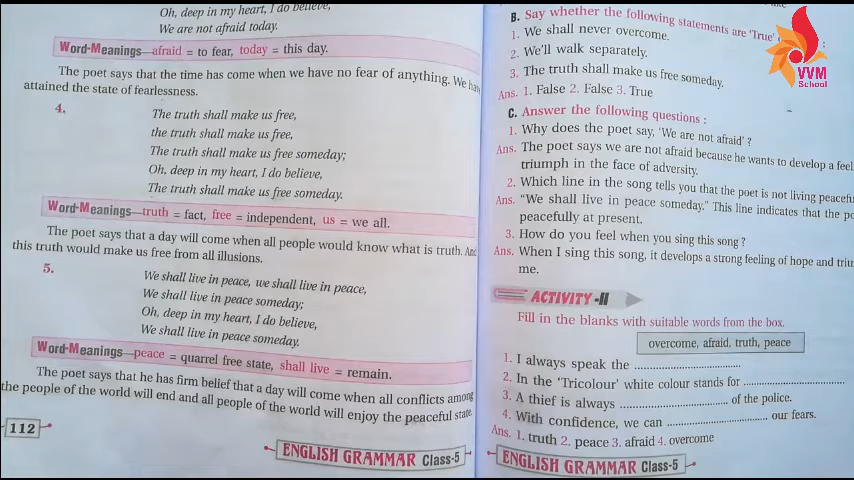 Oh, deep in my heart, I do believe,
We are not afraid today.
Word-Meanings—afraid = to fear, today = this day.
The poet says that the time has come when we have no fear of anything. We have
attained the state of fearlessness.
4.
The truth shall make us free,
the truth shall make us free,
The truth shall make us free someday;
Oh, deep in my heart, I do believe,
The truth shall make us free someday.
Word-Meanings—truth = fact, free = independent, us = we all.
The poet says that a day will come when all people would know what is truth. And
this truth would make us free from all illusions.
5.
We shall live in peace, we shall live in peace,
We shall live in peace someday;
Oh, deep in my heart, I do believe,
We shall live in peace someday.
Word-Meanings—peace = quarrel free state, shall live = remain.
The poet says that he has firm belief that a day will come when all conflicts among
the people of the world will end and all people of the world will enjoy the peaceful state.
112
ENGLISH GRAMMAR Class-5
B. Say whether the following statements are 'True'
1. We shall never overcome.
2. We'll walk separately.
3. The truth shall make us free someday.
Ans. 1. False 2. False 3. True
C. Answer the following questions :
1. Why does the poet say, 'We are not afraid' ?
Ans. The poet says we are not afraid because he wants to develop a feel
triumph in the face of adversity.
2. Which line in the song tells you that the poet is not living peacefu
Ans. "We shall live in peace someday." This line indicates that the po
peacefully at present.
3. How do you feel when you sing this song ?
Ans. When I sing this song, it develops a strong feeling of hope and triu
me.
ACTIVITY-II
Fill in the blanks with suitable words from the box.
overcome, afraid, truth, peace
1. I always speak the ..............................
2. In the 'Tricolour' white colour stands for ..............................
3. A thief is always .............................. of the police.
4. With confidence, we can .............................. our fears.
Ans. 1. truth 2. peace 3. afraid 4. overcome
ENGLISH GRAMMAR Class-5
VVM
School